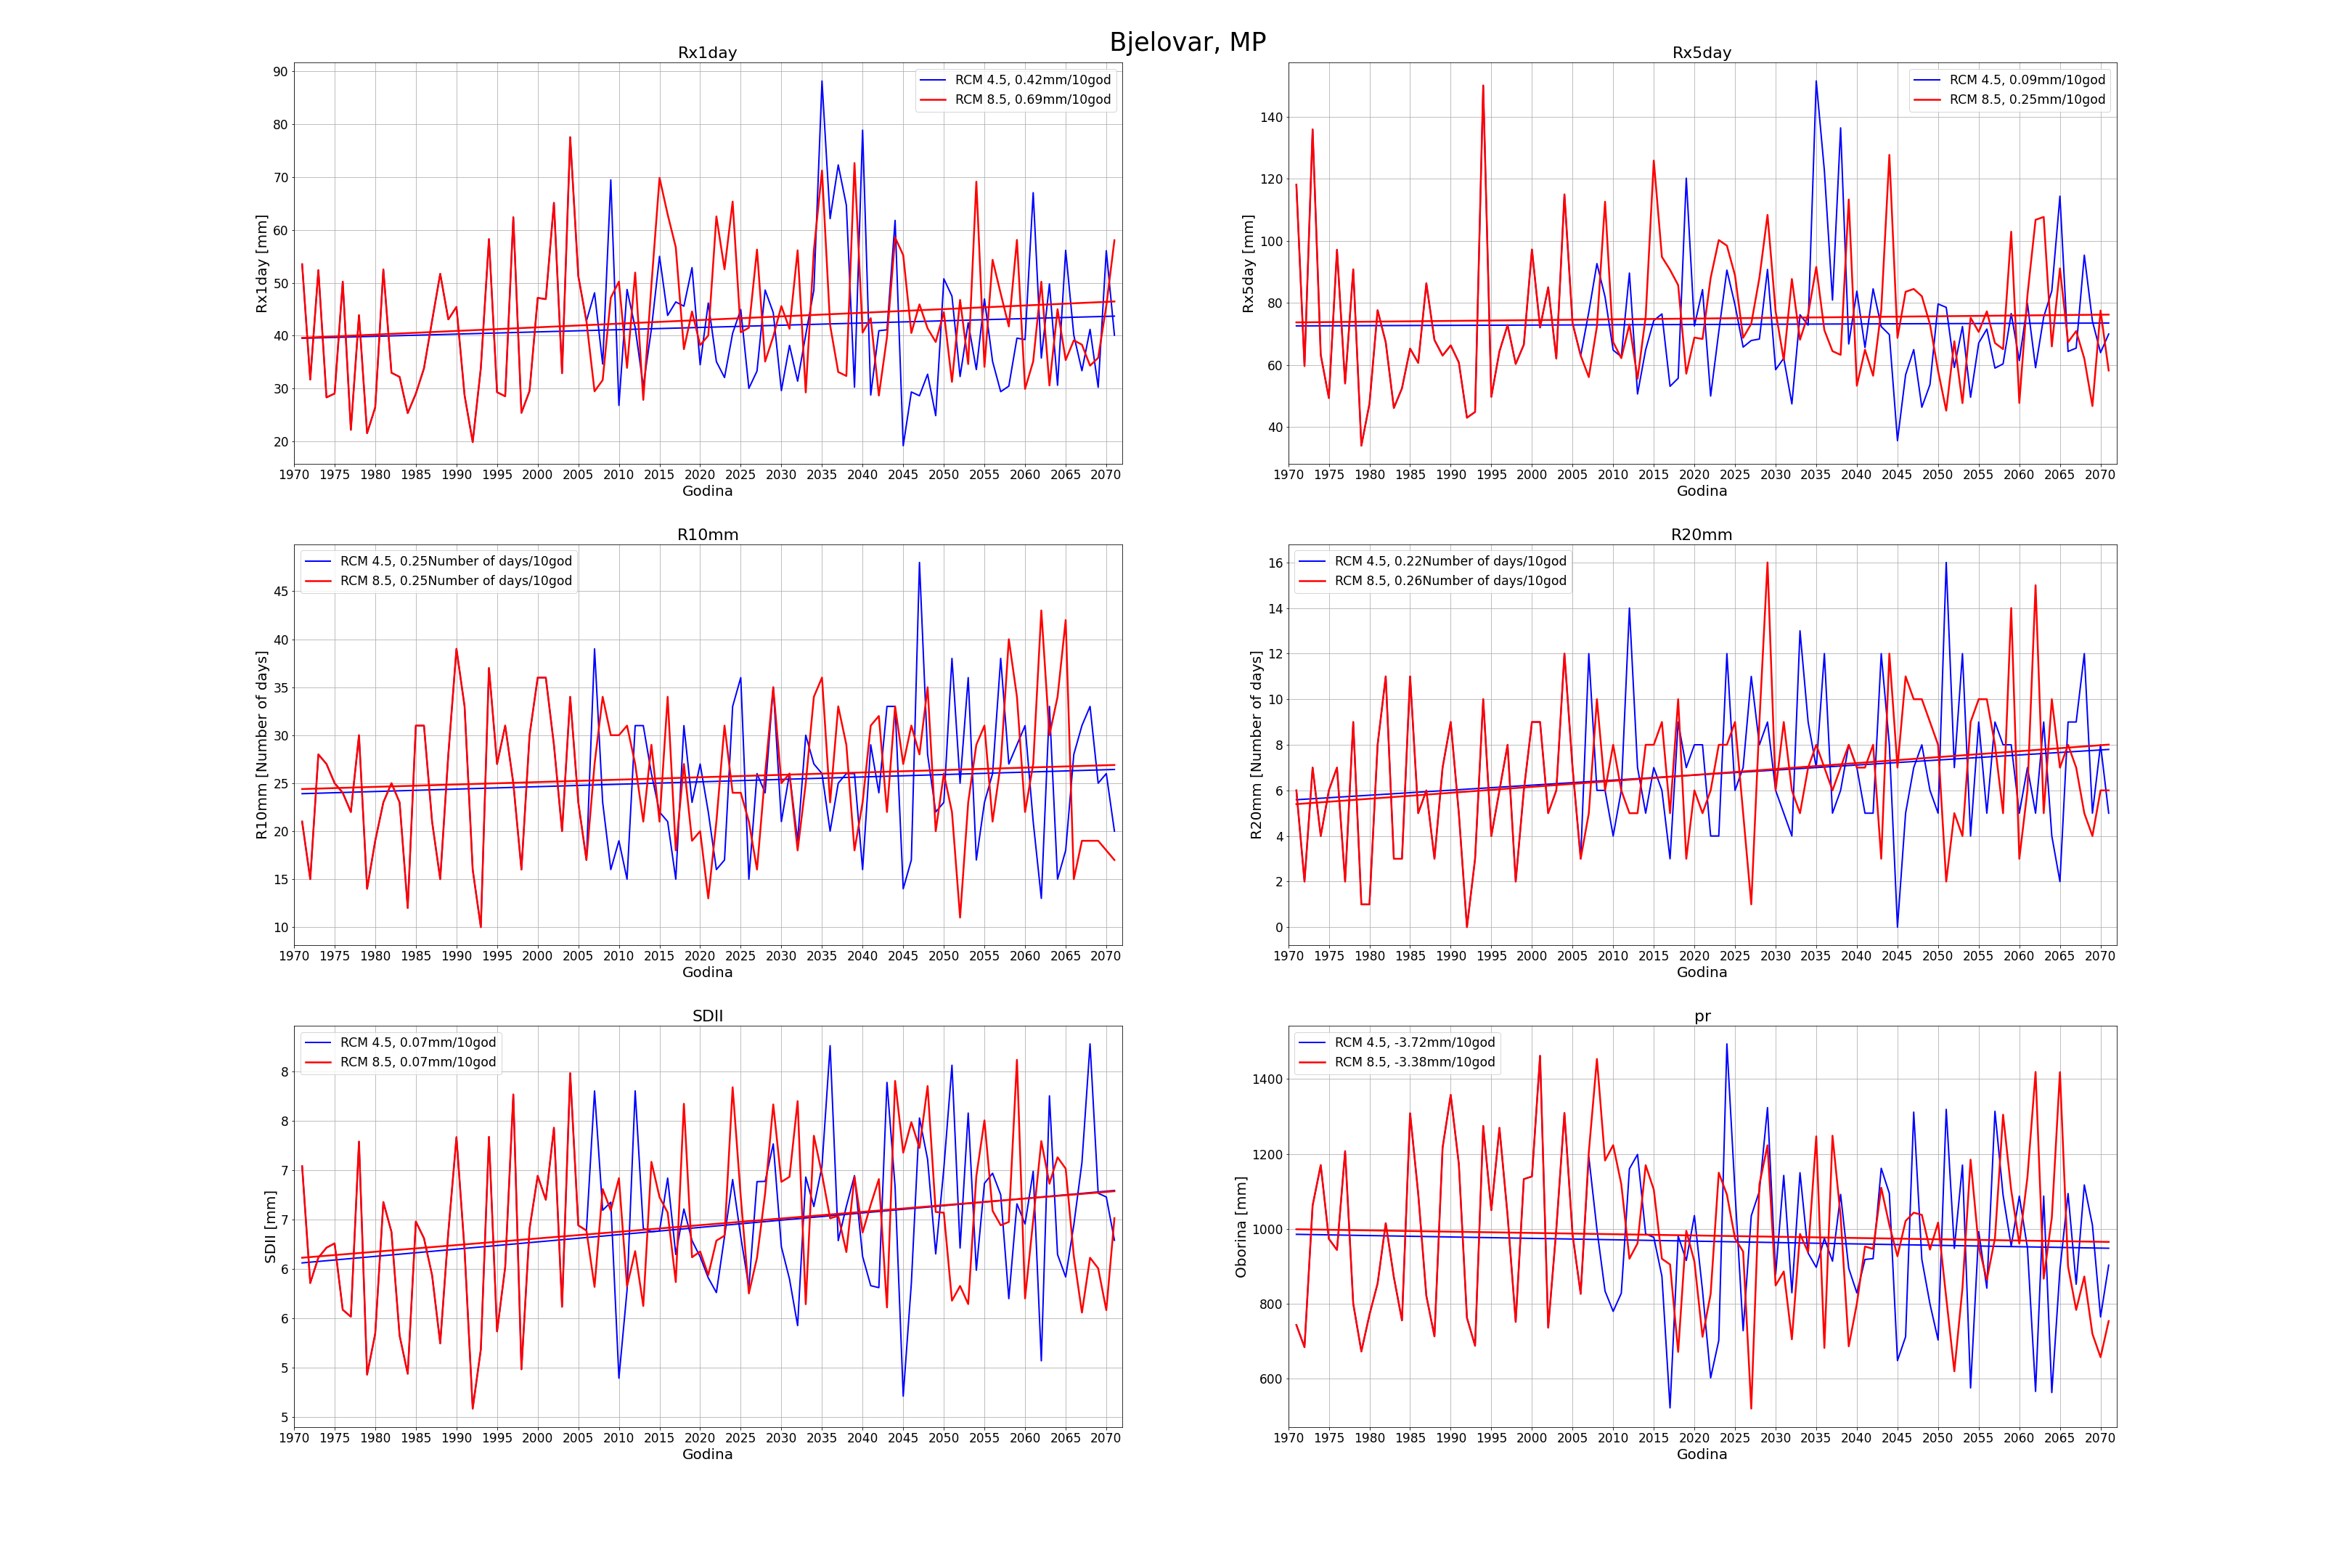 Bjelovar, MP
Rx1day
RCM 4.5, 0.42mm/10god
RCM 8.5, 0.69mm/10god
Rx1day [mm]
90
80
70
60
50
40
30
20
1970 1975 1980 1985 1990 1995 2000 2005 2010 2015 2020 2025 2030 2035 2040 2045 2050 2055 2060 2065 2070
Godina
Rx5day
RCM 4.5, 0.09mm/10god
RCM 8.5, 0.25mm/10god
Rx5day [mm]
140
120
100
80
60
40
1970 1975 1980 1985 1990 1995 2000 2005 2010 2015 2020 2025 2030 2035 2040 2045 2050 2055 2060 2065 2070
Godina
R10mm
RCM 4.5, 0.25Number of days/10god
RCM 8.5, 0.25Number of days/10god
R10mm [Number of days]
45
40
35
30
25
20
15
10
1970 1975 1980 1985 1990 1995 2000 2005 2010 2015 2020 2025 2030 2035 2040 2045 2050 2055 2060 2065 2070
Godina
R20mm
RCM 4.5, 0.22Number of days/10god
RCM 8.5, 0.26Number of days/10god
R20mm [Number of days]
16
14
12
10
8
6
4
2
0
1970 1975 1980 1985 1990 1995 2000 2005 2010 2015 2020 2025 2030 2035 2040 2045 2050 2055 2060 2065 2070
Godina
SDII
RCM 4.5, 0.07mm/10god
RCM 8.5, 0.07mm/10god
SDII [mm]
8
8
7
7
6
6
5
5
1970 1975 1980 1985 1990 1995 2000 2005 2010 2015 2020 2025 2030 2035 2040 2045 2050 2055 2060 2065 2070
Godina
pr
RCM 4.5, -3.72mm/10god
RCM 8.5, -3.38mm/10god
Oborina [mm]
1400
1200
1000
800
600
1970 1975 1980 1985 1990 1995 2000 2005 2010 2015 2020 2025 2030 2035 2040 2045 2050 2055 2060 2065 2070
Godina